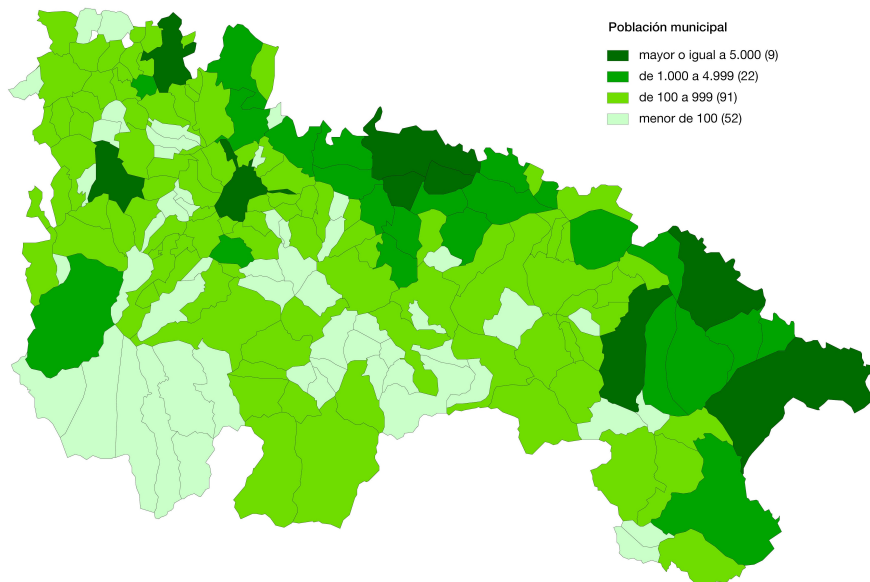 Población municipal
mayor o igual a 5.000 (9)
de 1.000 a 4.999 (22)
de 100 a 999 (91)
menor de 100 (52)